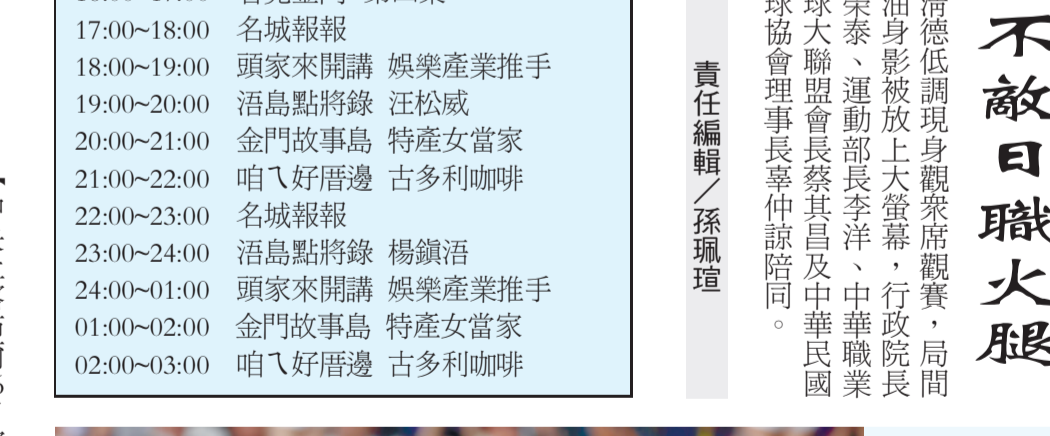 17:00~18:00 名城報報
18:00~19:00 頭家來開講 娛樂產業推手
19:00~20:00 浯島點將錄 汪松威
20:00~21:00 金門故事島 特產女當家
21:00~22:00 咱ㄟ好厝邊 古多利咖啡
22:00~23:00 名城報報
23:00~24:00 浯島點將錄 楊鎮浯
24:00~01:00 頭家來開講 娛樂產業推手
01:00~02:00 金門故事島 特產女當家
02:00~03:00 咱ㄟ好厝邊 古多利咖啡
不敵日職火腿
清德低調現身觀眾席觀賽，局間
油身影被放上大螢幕，行政院長
榮泰、運動部長李洋、中華職業
球大聯盟會長蔡其昌及中華民國
球協會理事長辜仲諒陪同。
責任編輯／孫珮瑄